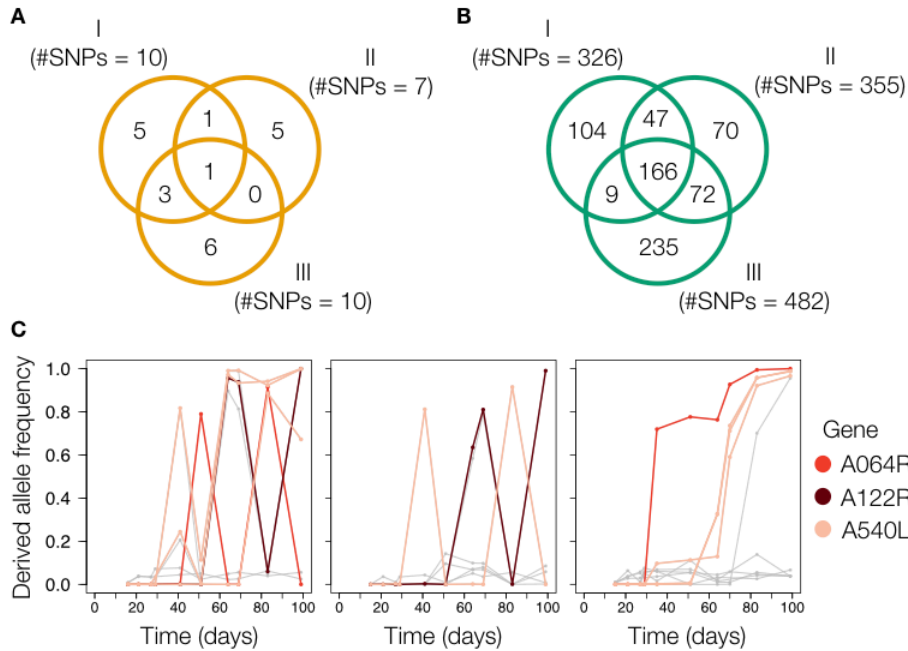 A
I
(#SNPs = 10)
II
(#SNPs = 7)
5
1
5
1
3
0
6
III
(#SNPs = 10)
B
I
(#SNPs = 326)
II
(#SNPs = 355)
104
47
70
166
9
72
235
III
(#SNPs = 482)
C
Derived allele frequency
1.0
0.8
0.6
0.4
0.2
0.0
0 20 40 60 80 100
0 20 40 60 80 100
0 20 40 60 80 100
Time (days)
Time (days)
Time (days)
Gene
A064R
A122R
A540L